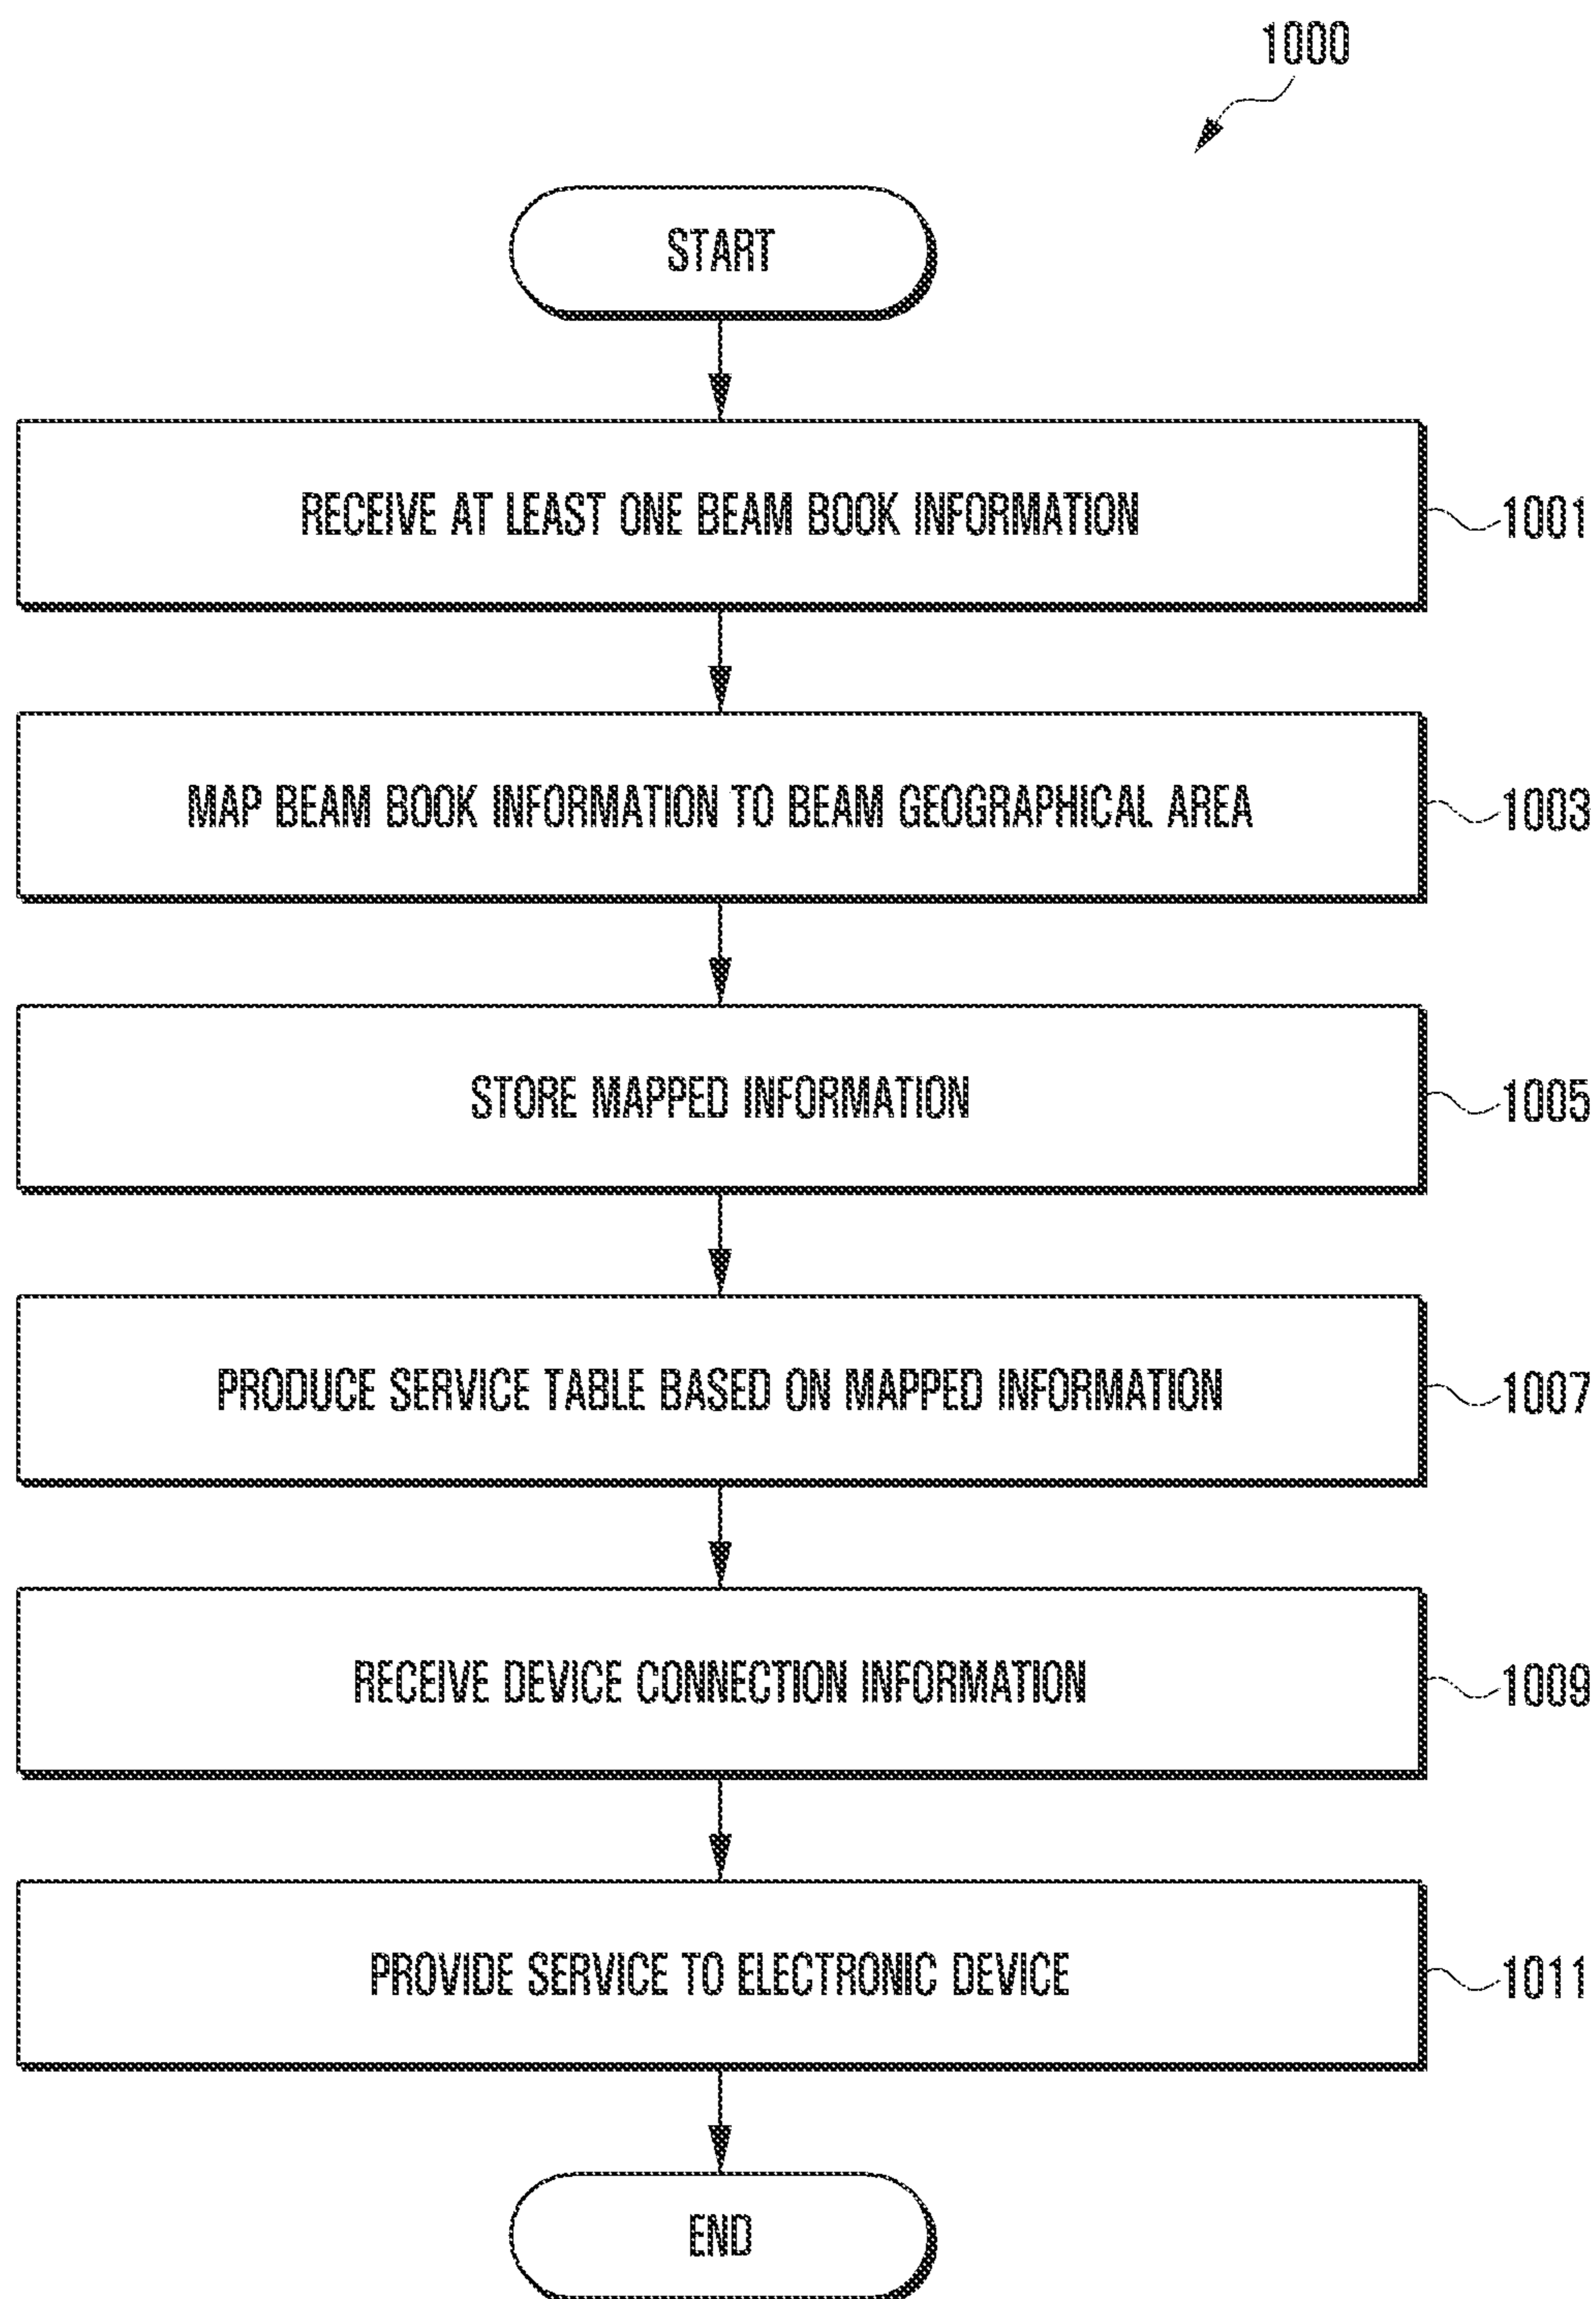 1000
START
RECEIVE AT LEAST ONE BEAM BOOK INFORMATION
1001
MAP BEAM BOOK INFORMATION TO BEAM GEOGRAPHICAL AREA
1003
STORE MAPPED INFORMATION
1005
PRODUCE SERVICE TABLE BASED ON MAPPED INFORMATION
1007
RECEIVE DEVICE CONNECTION INFORMATION
1009
PROVIDE SERVICE TO ELECTRONIC DEVICE
1011
END